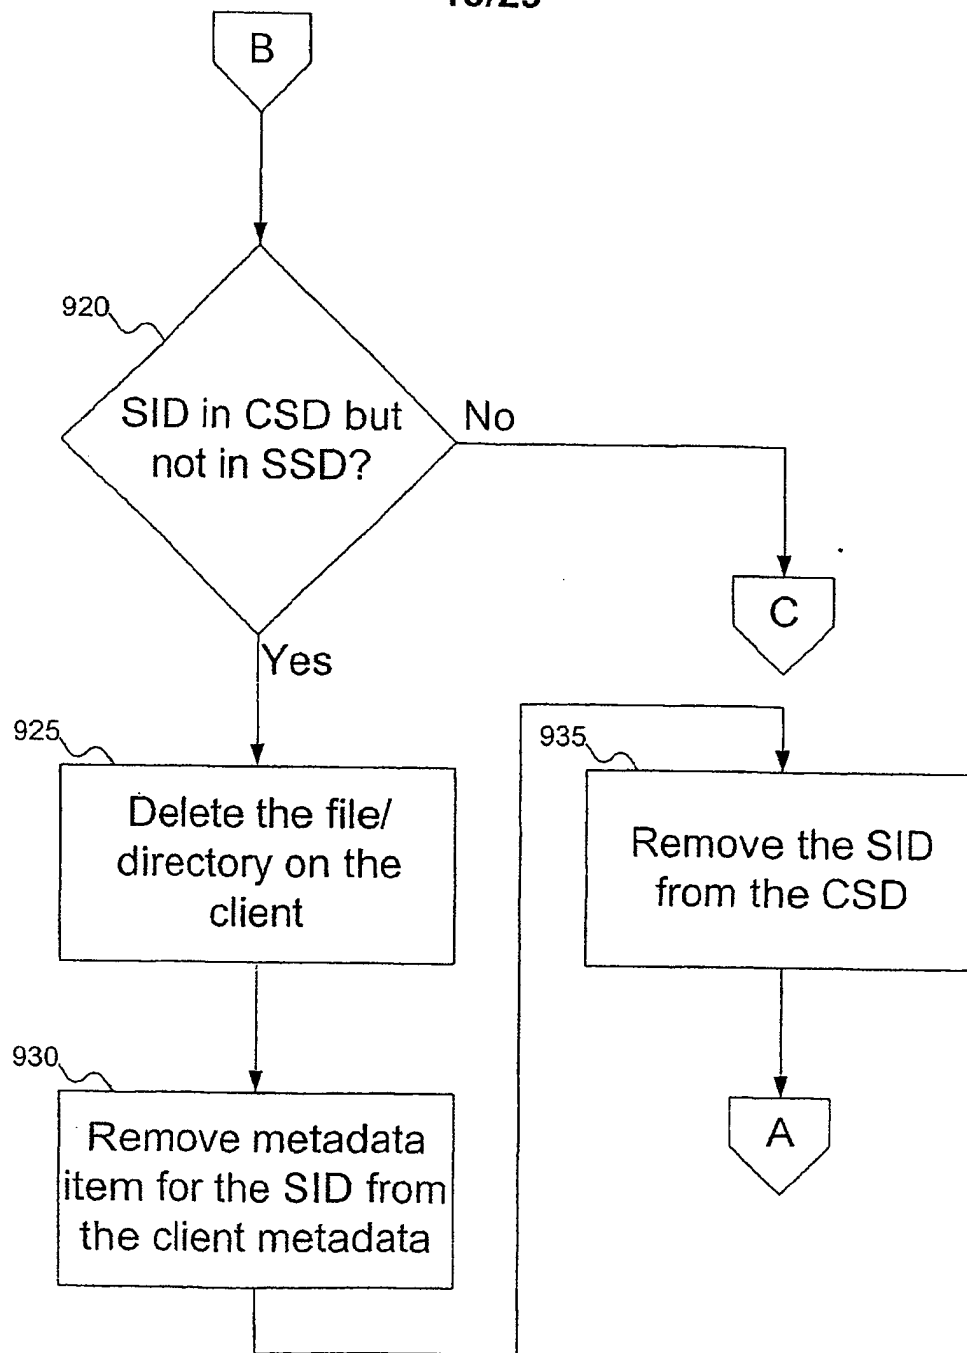 B
920
SID in CSD but
not in SSD?
No
C
Yes
925
Delete the file/
directory on the
client
930
Remove metadata
item for the SID from
the client metadata
935
Remove the SID
from the CSD
A